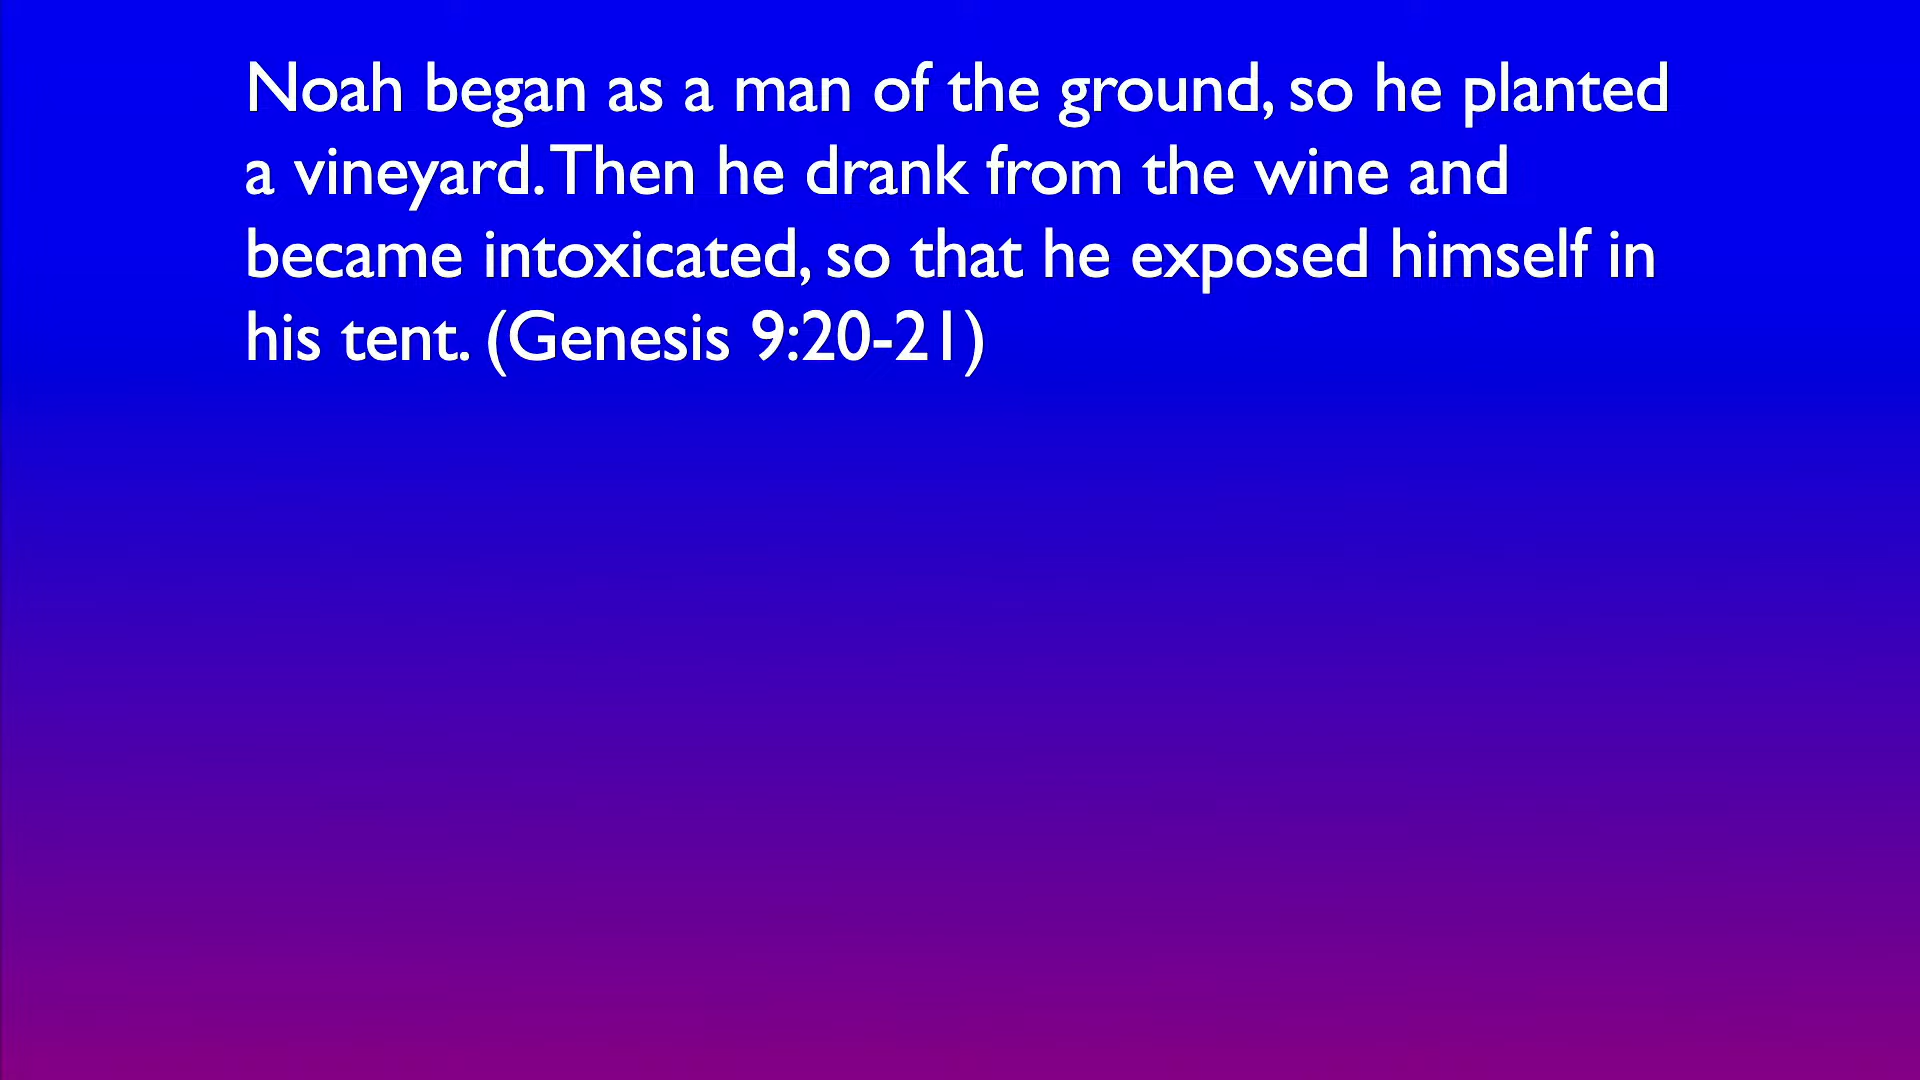 Noah began as a man of the ground, so he planted
a vineyard. Then he drank from the wine and
became intoxicated, so that he exposed himself in
his tent. (Genesis 9:20-21)